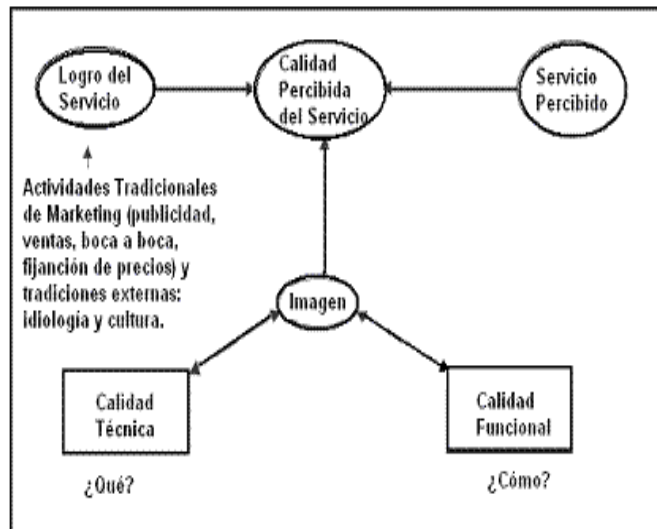 Logro del
Servicio
Calidad
Percibida
del Servicio
Servicio
Percibido
Actividades Tradicionales
de Marketing (publicidad,
ventas, boca a boca,
fijanción de precios) y
tradiciones externas:
idiología y cultura.
Imagen
Calidad
Técnica
Calidad
Funcional
¿Qué?
¿Cómo?